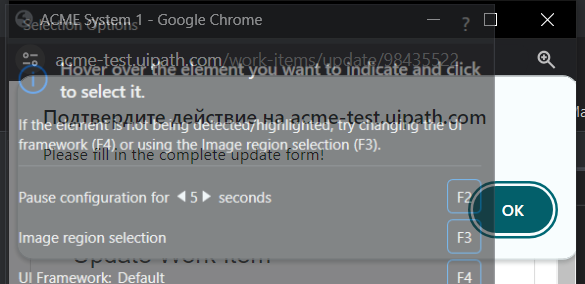 ACME System 1 - Google Chrome
Selection Options
?
acme-test.uipath.com/work-items/update/98435522
Hover over the element you want to indicate and click
to select it.
Подтвердите действие на acme-test.uipath.com
If the element is not being detected/highlighted, try changing the UI
framework (F4) or using the Image region selection (F3).
Please fill in the complete update form!
Pause configuration for 5 seconds
F2
OK
Image region selection
F3
Update Work Item
UI Framework: Default
F4